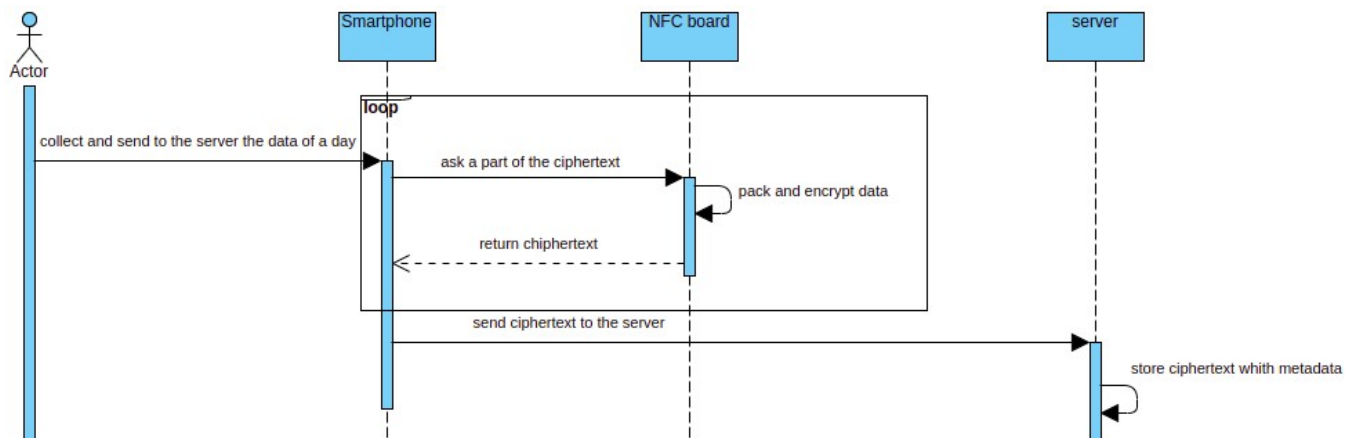 Smartphone
NFC board
server
Actor
loop
collect and send to the server the data of a day
ask a part of the ciphertext
pack and encrypt data
return chiphertext
send ciphertext to the server
store ciphertext whith metadata